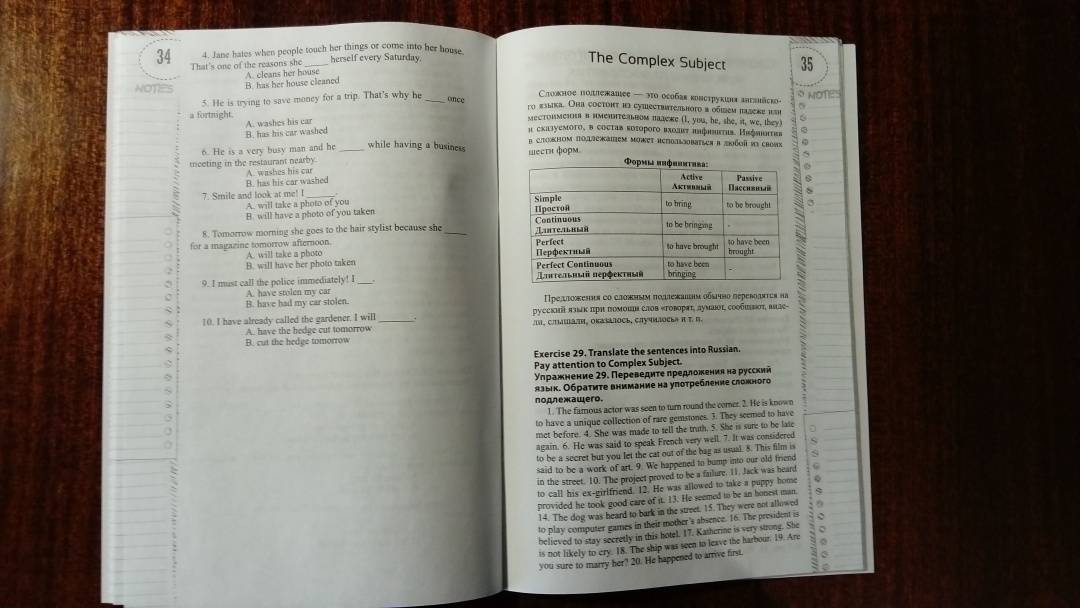 34
NOTES
4. Jane hates when people touch her things or come into her house.
That's one of the reasons she _____ herself every Saturday.
A. cleans her house
B. has her house cleaned
5. He is trying to save money for a trip. That's why he ____ once
a fortnight.
A. washes his car
B. has his car washed
6. He is a very busy man and he _____ while having a business
meeting in the restaurant nearby.
A. washes his car
B. has his car washed
7. Smile and look at me! I ______.
A. will take a photo of you
B. will have a photo of you taken
8. Tomorrow morning she goes to the hair stylist because she _____
for a magazine tomorrow afternoon.
A. will take a photo
B. will have her photo taken
9. I must call the police immediately! I ___.
A. have stolen my car
B. have had my car stolen.
10. I have already called the gardener. I will _______.
A. have the hedge cut tomorrow
B. cut the hedge tomorrow
The Complex Subject
35
NOTES
Сложное подлежащее — это особая конструкция английско-
го языка. Она состоит из существительного в общем падеже или
местоимения в именительном падеже (I, you, he, she, it, we, they)
и сказуемого, в состав которого входит инфинитив. Инфинитив
в сложном подлежащем может использоваться в любой из своих
шести форм.
Формы инфинитива:
Active Passive
Активный Пассивный
Simple
Простой to bring to be brought
Continuous
Длительный to be bringing -
Perfect to have been
Перфектный to have brought brought
Perfect Continuous to have been
Длительный перфектный bringing -
Предложения со сложным подлежащим обычно переводятся на
русский язык при помощи слов «говорят, думают, сообщают, виде-
ли, слышали, оказалось, случилось» и т. п.
Exercise 29. Translate the sentences into Russian.
Pay attention to Complex Subject.
Упражнение 29. Переведите предложения на русский
язык. Обратите внимание на употребление сложного
подлежащего.
1. The famous actor was seen to turn round the corner. 2. He is known
to have a unique collection of rare gemstones. 3. They seemed to have
met before. 4. She was made to tell the truth. 5. She is sure to be late
again. 6. He was said to speak French very well. 7. It was considered
to be a secret but you let the cat out of the bag as usual. 8. This film is
said to be a work of art. 9. We happened to bump into our old friend
in the street. 10. The project proved to be a failure. 11. Jack was heard
to call his ex-girlfriend. 12. He was allowed to take a puppy home
provided he took good care of it. 13. He seemed to be an honest man.
14. The dog was heard to bark in the street. 15. They were not allowed
to play computer games in their mother's absence. 16. The president is
believed to stay secretly in this hotel. 17. Katherine is very strong. She
is not likely to cry. 18. The ship was seen to leave the harbour. 19. Are
you sure to marry her? 20. He happened to arrive first.